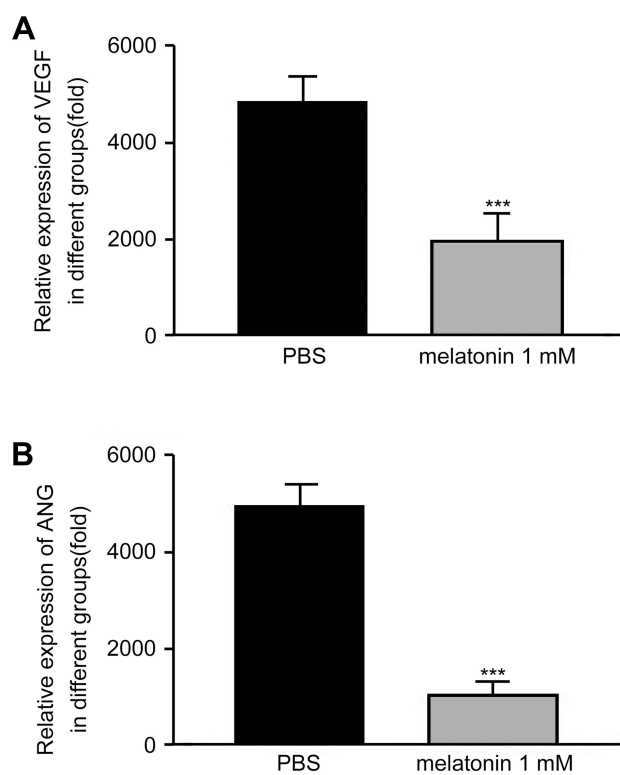 A
Relative expression of VEGF
in different groups(fold)
6000
4000
2000
0
***
PBS
melatonin 1 mM
B
Relative expression of ANG
in different groups(fold)
6000
4000
2000
0
***
PBS
melatonin 1 mM